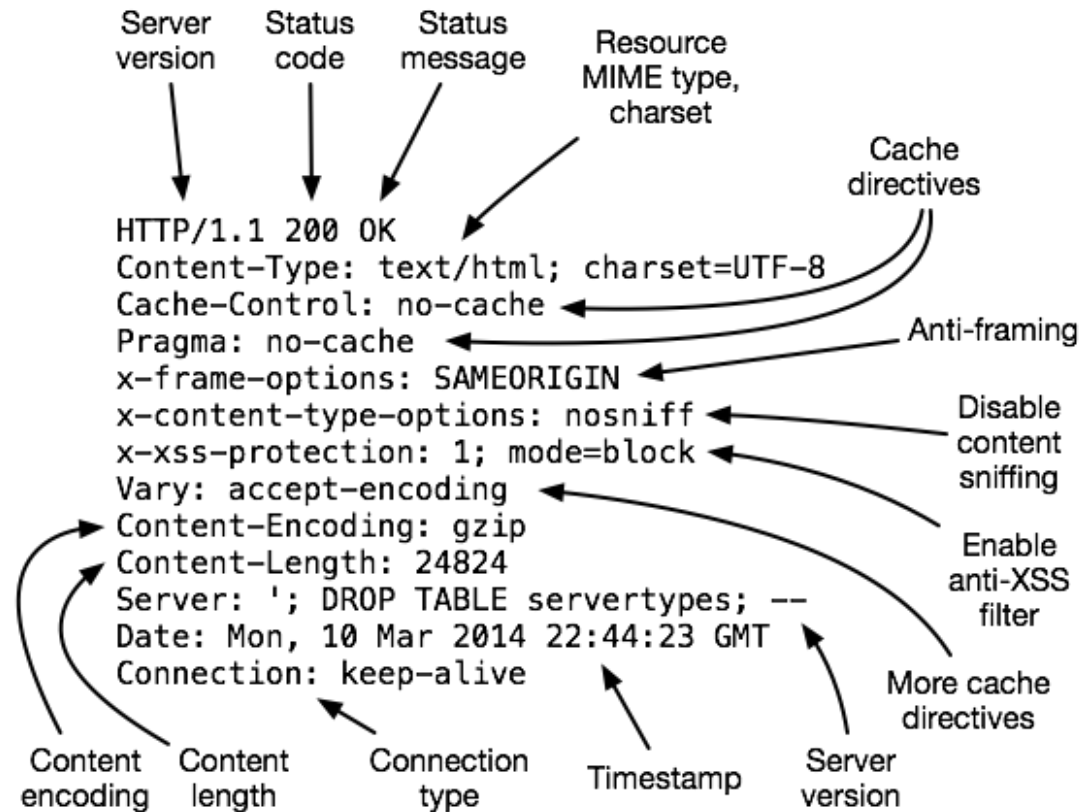 Server
version
Status
code
Status
message
Resource
MIME type,
charset
Cache
directives
HTTP/1.1 200 OK
Content-Type: text/html; charset=UTF-8
Cache-Control: no-cache
Pragma: no-cache
Anti-framing
x-frame-options: SAMEORIGIN
x-content-type-options: nosniff
Disable
content
sniffing
x-xss-protection: 1; mode=block
Vary: accept-encoding
Content-Encoding: gzip
Enable
anti-XSS
filter
Content-Length: 24824
Server: '; DROP TABLE servertypes; --
Date: Mon, 10 Mar 2014 22:44:23 GMT
Connection: keep-alive
More cache
directives
Content
encoding
Content
length
Connection
type
Timestamp
Server
version